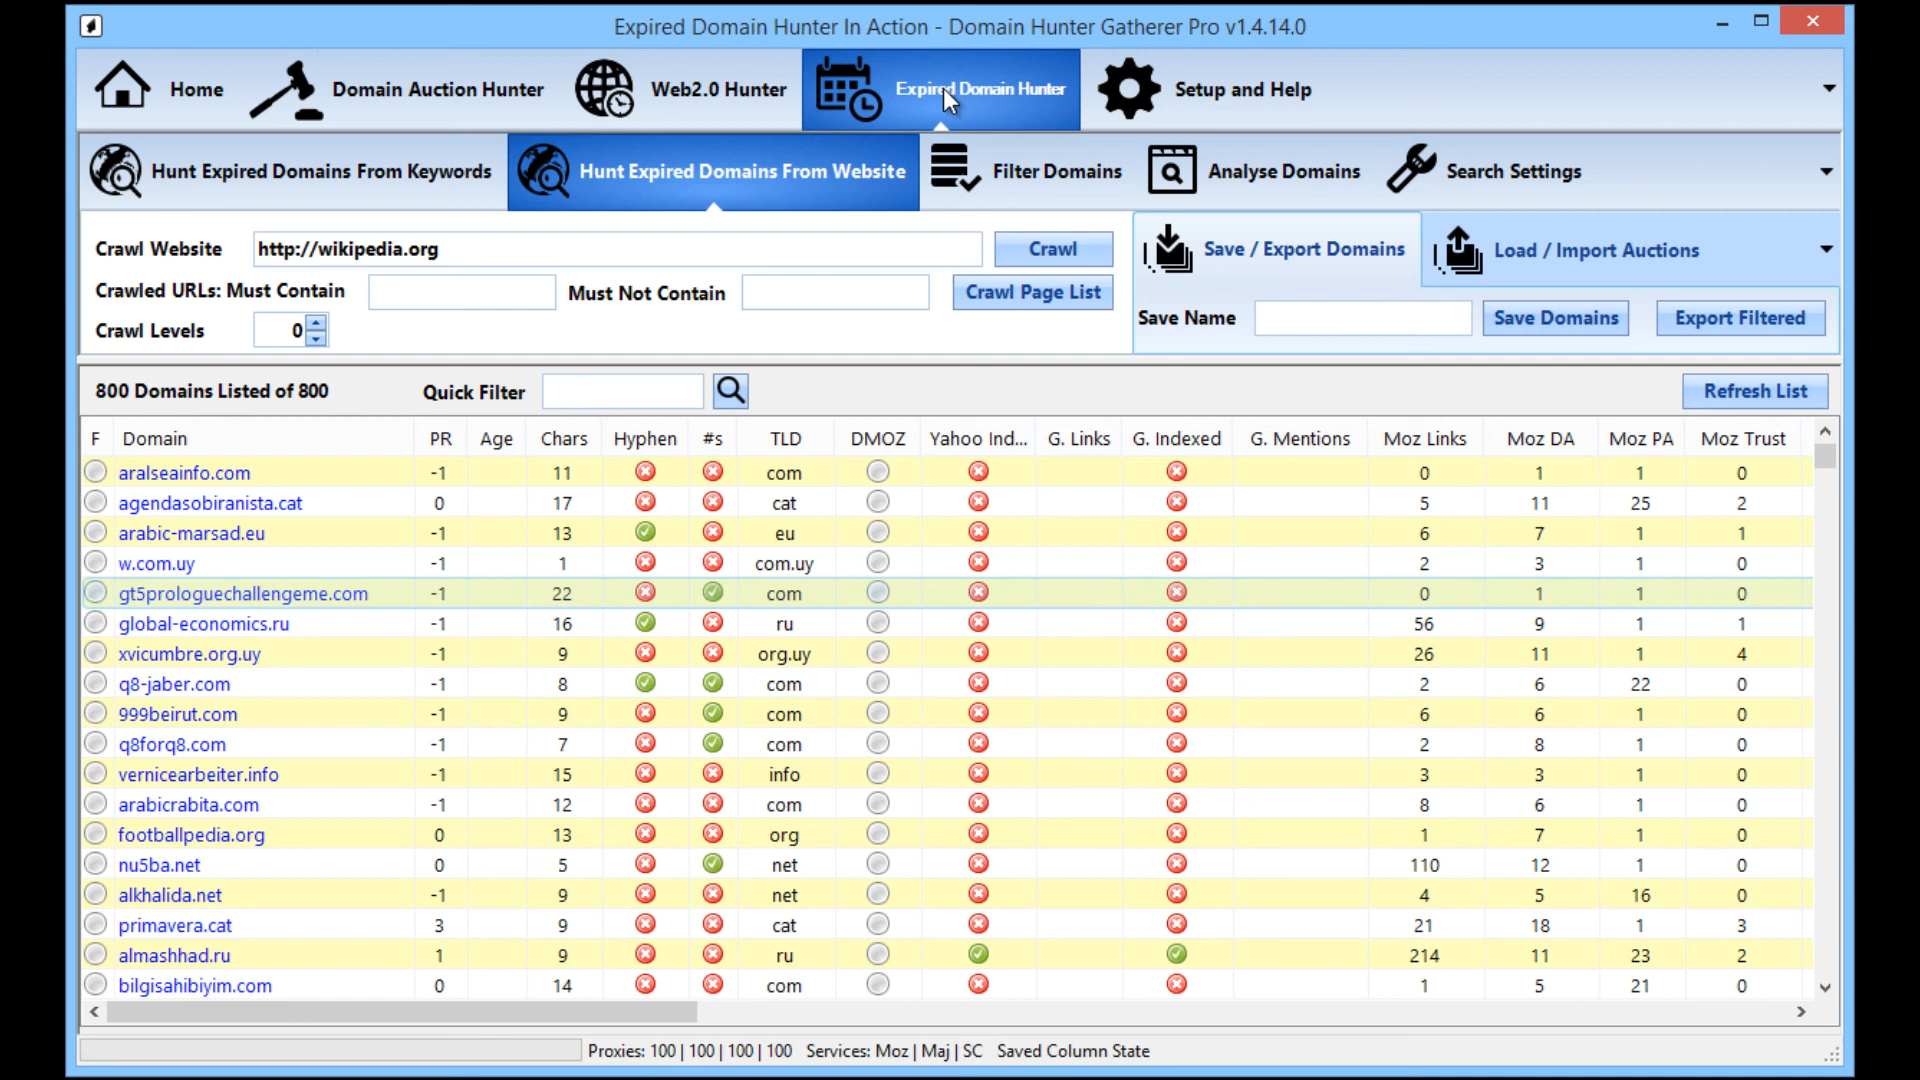 Expired Domain Hunter In Action - Domain Hunter Gatherer Pro v1.4.14.0
Home Domain Auction Hunter Web2.0 Hunter Expired Domain Hunter Setup and Help
Hunt Expired Domains From Keywords Hunt Expired Domains From Website Filter Domains Analyse Domains Search Settings
Crawl Website http://wikipedia.org Crawl Save / Export Domains Load / Import Auctions
Crawled URLs: Must Contain Must Not Contain Crawl Page List
Save Name Save Domains Export Filtered
Crawl Levels 0
800 Domains Listed of 800 Quick Filter Refresh List
F Domain PR Age Chars Hyphen #s TLD DMOZ Yahoo Ind... G. Links G. Indexed G. Mentions Moz Links Moz DA Moz PA Moz Trust
aralseainfo.com -1 11 com 0 1 1 0
agendasobiranista.cat 0 17 cat 5 11 25 2
arabic-marsad.eu -1 13 eu 6 7 1 1
w.com.uy -1 1 com.uy 2 3 1 0
gt5prologuechallengeme.com -1 22 com 0 1 1 0
global-economics.ru -1 16 ru 56 9 1 1
xvicumbre.org.uy -1 9 org.uy 26 11 1 4
q8-jaber.com -1 8 com 2 6 22 0
999beirut.com -1 9 com 6 6 1 0
q8forq8.com -1 7 com 2 8 1 0
vernicearbeiter.info -1 15 info 3 3 1 0
arabicrabita.com -1 12 com 8 6 1 0
footballpedia.org 0 13 org 1 7 1 0
nu5ba.net 0 5 net 110 12 1 0
alkhalida.net -1 9 net 4 5 16 0
primavera.cat 3 9 cat 21 18 1 3
almashhad.ru 1 9 ru 214 11 23 2
bilgisahibiyim.com 0 14 com 1 5 21 0
Proxies: 100 | 100 | 100 | 100 Services: Moz | Maj | SC Saved Column State